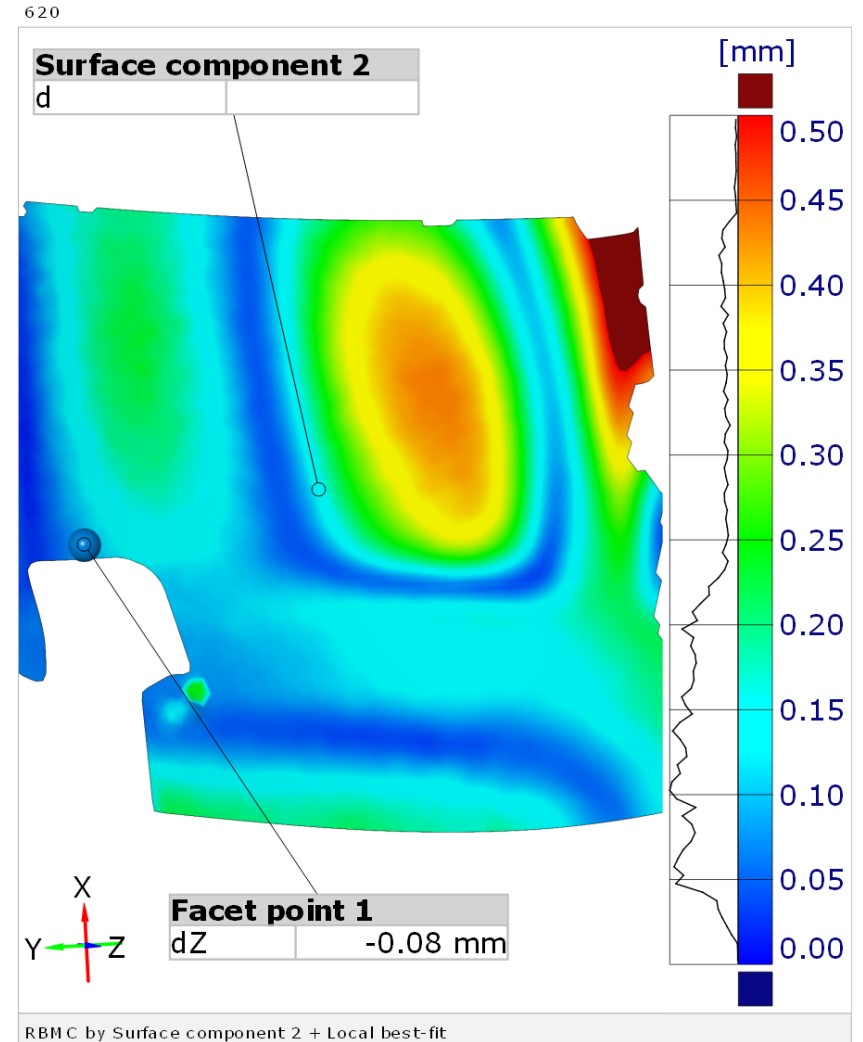 620
Surface component 2
d
[mm]
0.50
0.45
0.40
0.35
0.30
0.25
0.20
0.15
0.10
0.05
0.00
X
Y
Z
Facet point 1
dZ -0.08 mm
RBMC by Surface component 2 + Local best-fit